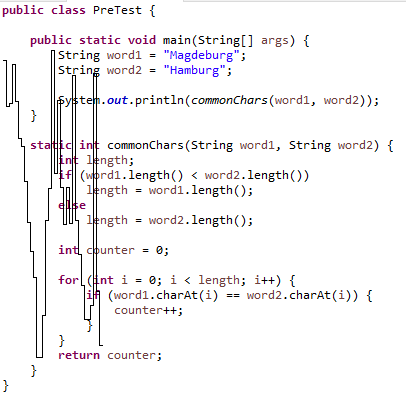 public class PreTest {
public static void main(String[] args) {
String word1 = "Magdeburg";
String word2 = "Hamburg";
System.out.println(commonChars(word1, word2));
}
static int commonChars(String word1, String word2) {
int length;
if (word1.length() < word2.length())
length = word1.length();
else
length = word2.length();
int counter = 0;
for (int i = 0; i < length; i++) {
if (word1.charAt(i) == word2.charAt(i)) {
counter++;
}
}
return counter;
}
}